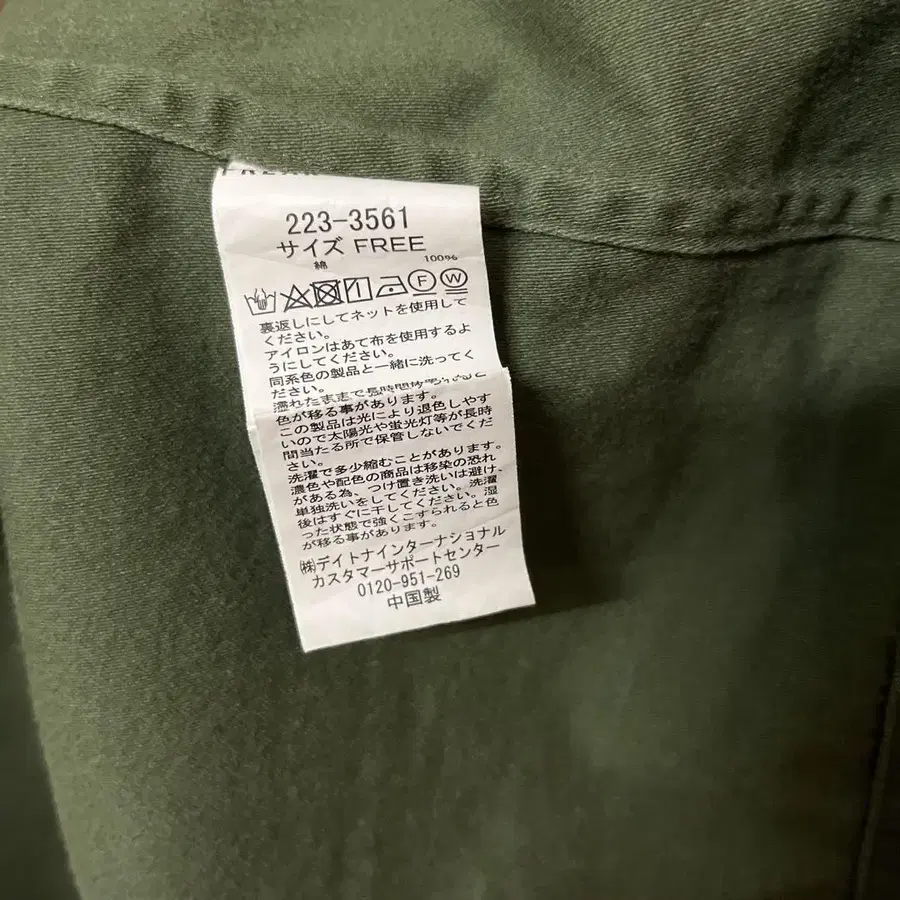 223-3561
サイズ FREE
綿 100%
F W
裏返しにしてネットを使用して
ください。
アイロンはあて布を使用するよ
うにしてください。
同系色の製品と一緒に洗ってく
ださい。
濡れたままで長時間
色が移る事があります。
この製品は光により退色しやす
いので太陽光や蛍光灯等が長時
間当たる所で保管しないでくだ
さい。
洗濯で多少縮むことがあります。
濃色や配色の商品は移染の恐れ
がある為、つけ置き洗いは避け、
単独洗いをしてください。洗濯
後はすぐに干してください。湿
った状態で強くこすられると色
が移る事があります。
㈱デイトナインターナショナル
カスタマーサポートセンター
0120-951-269
中国製